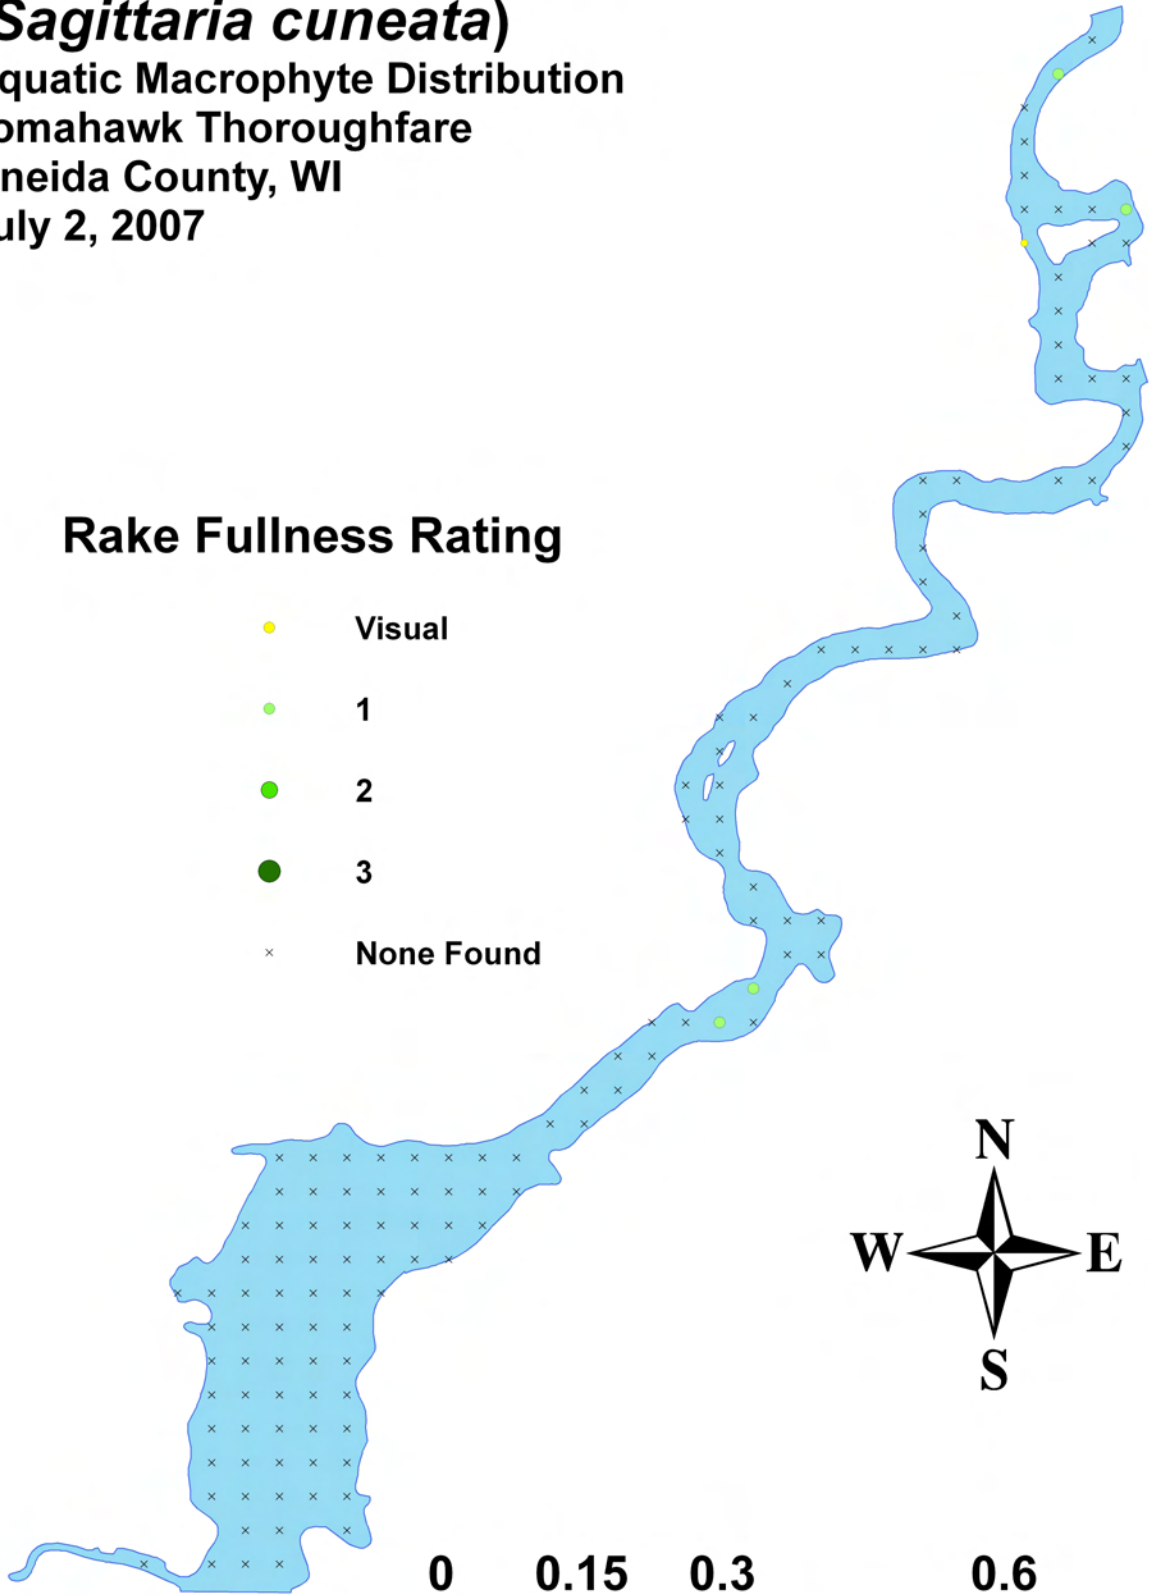 Sagittaria cuneata)
quatic Macrophyte Distribution
omahawk Thoroughfare
neida County, WI
uly 2, 2007
Rake Fullness Rating
Visual
1
2
3
None Found
N
W E
S
0 0.15 0.3 0.6